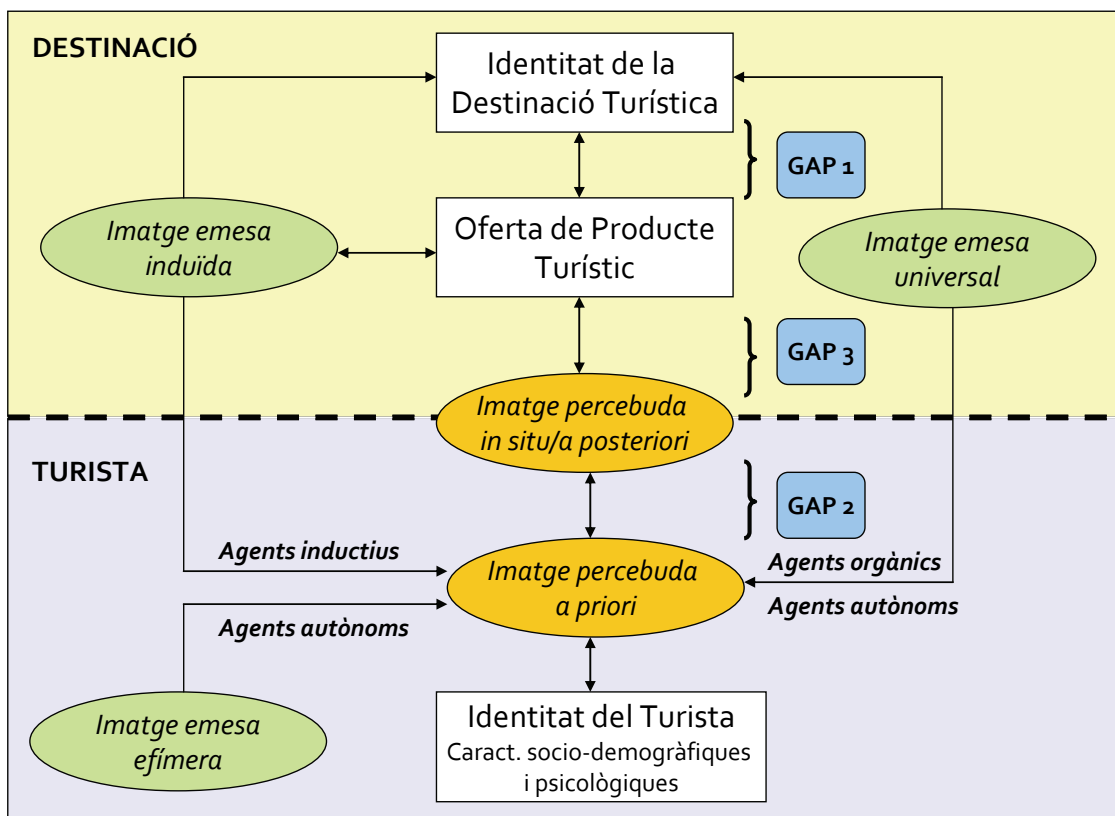 DESTINACIÓ
Identitat de la
Destinació Turística
GAP 1
Imatge emesa
induïda
Oferta de Producte
Turístic
Imatge emesa
universal
GAP 3
Imatge percebuda
in situ/a posteriori
TURISTA
GAP 2
Agents inductius
Imatge percebuda
a priori
Agents orgànics
Agents autònoms
Agents autònoms
Imatge emesa
efímera
Identitat del Turista
Caract. socio-demogràfiques
i psicològiques